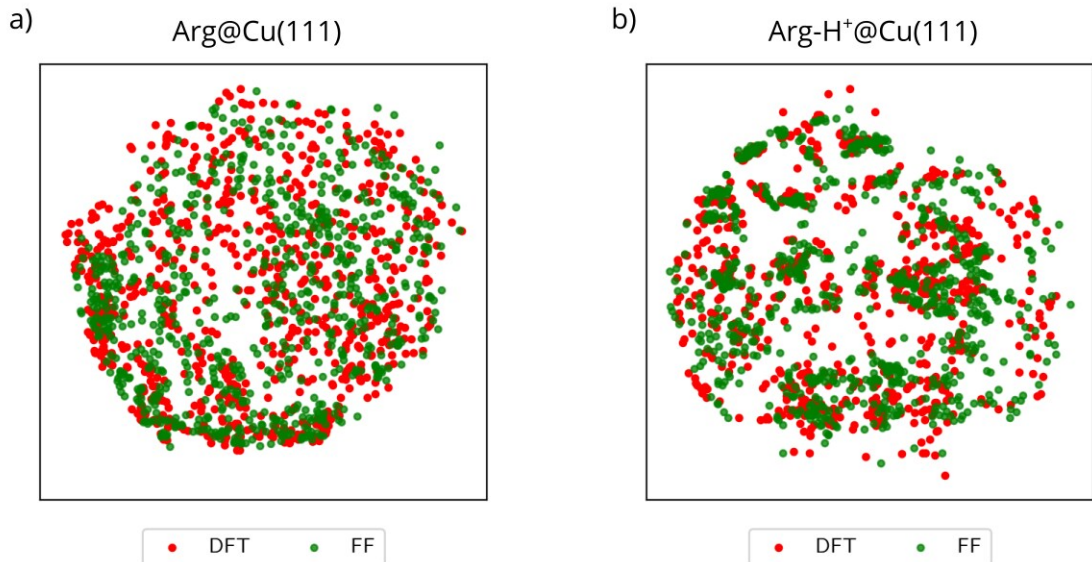 a)
Arg@Cu(111)
DFT
FF
b)
Arg-H⁺@Cu(111)
DFT
FF